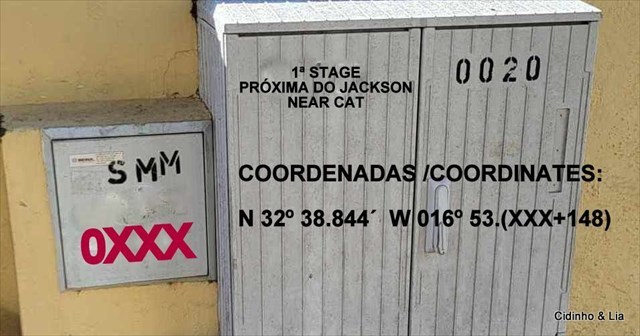 1ª STAGE
PRÓXIMA DO JACKSON
NEAR CAT
0020
SMM
0XXX
COORDENADAS /COORDINATES:
N 32º 38.844´ W 016º 53.(XXX+148)
Cidinho & Lia